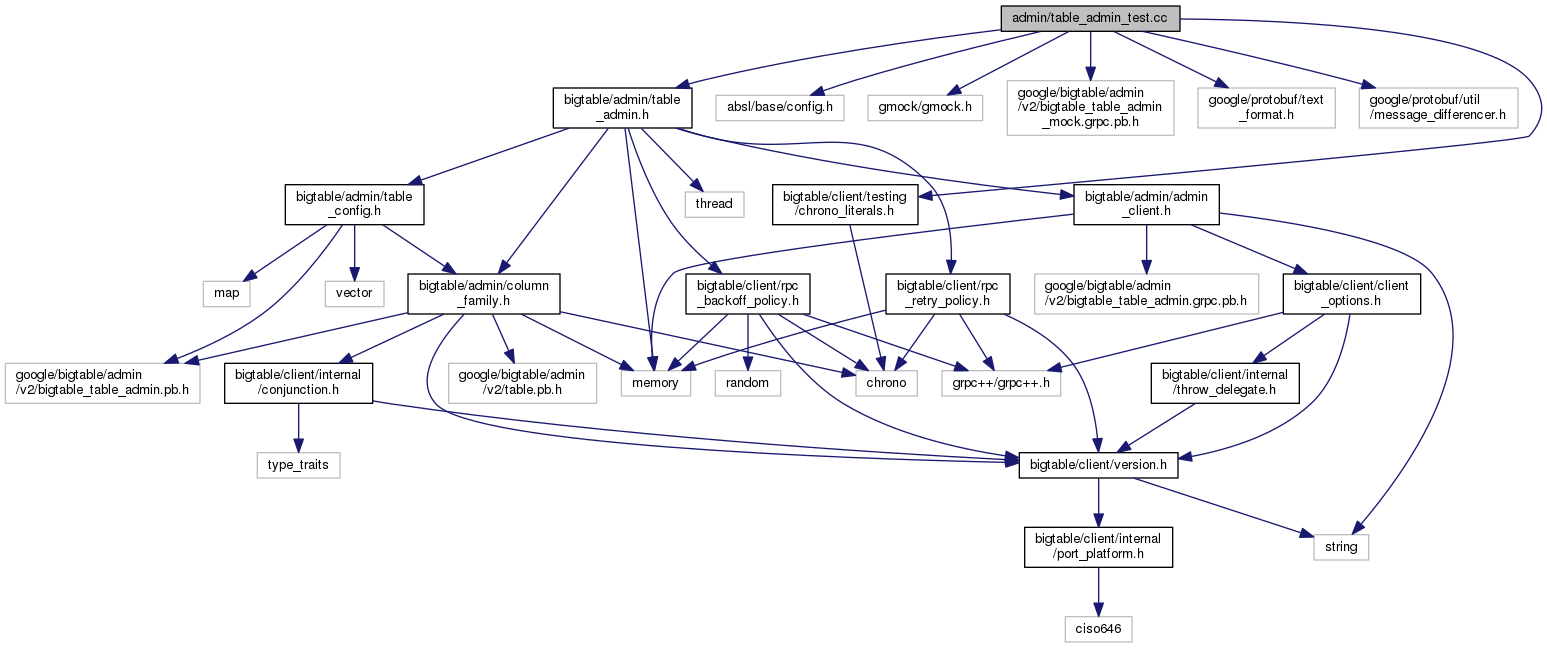 admin/table_admin_test.cc
bigtable/admin/table
_admin.h
absl/base/config.h
gmock/gmock.h
google/bigtable/admin
/v2/bigtable_table_admin
_mock.grpc.pb.h
google/protobuf/text
_format.h
google/protobuf/util
/message_differencer.h
bigtable/admin/table
_config.h
thread
bigtable/client/testing
/chrono_literals.h
bigtable/admin/admin
_client.h
map
vector
bigtable/admin/column
_family.h
bigtable/client/rpc
_backoff_policy.h
bigtable/client/rpc
_retry_policy.h
google/bigtable/admin
/v2/bigtable_table_admin.grpc.pb.h
bigtable/client/client
_options.h
google/bigtable/admin
/v2/bigtable_table_admin.pb.h
bigtable/client/internal
/conjunction.h
google/bigtable/admin
/v2/table.pb.h
memory
random
chrono
grpc++/grpc++.h
bigtable/client/internal
/throw_delegate.h
type_traits
bigtable/client/version.h
bigtable/client/internal
/port_platform.h
string
ciso646